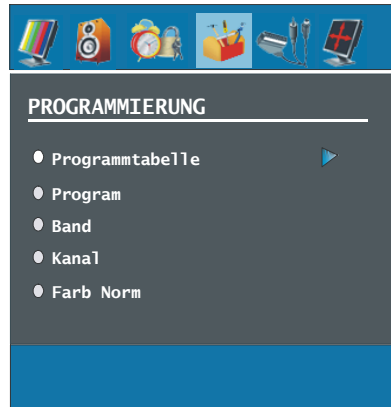 PROGRAMMIERUNG
Programmtabelle
Program
Band
Kanal
Farb Norm